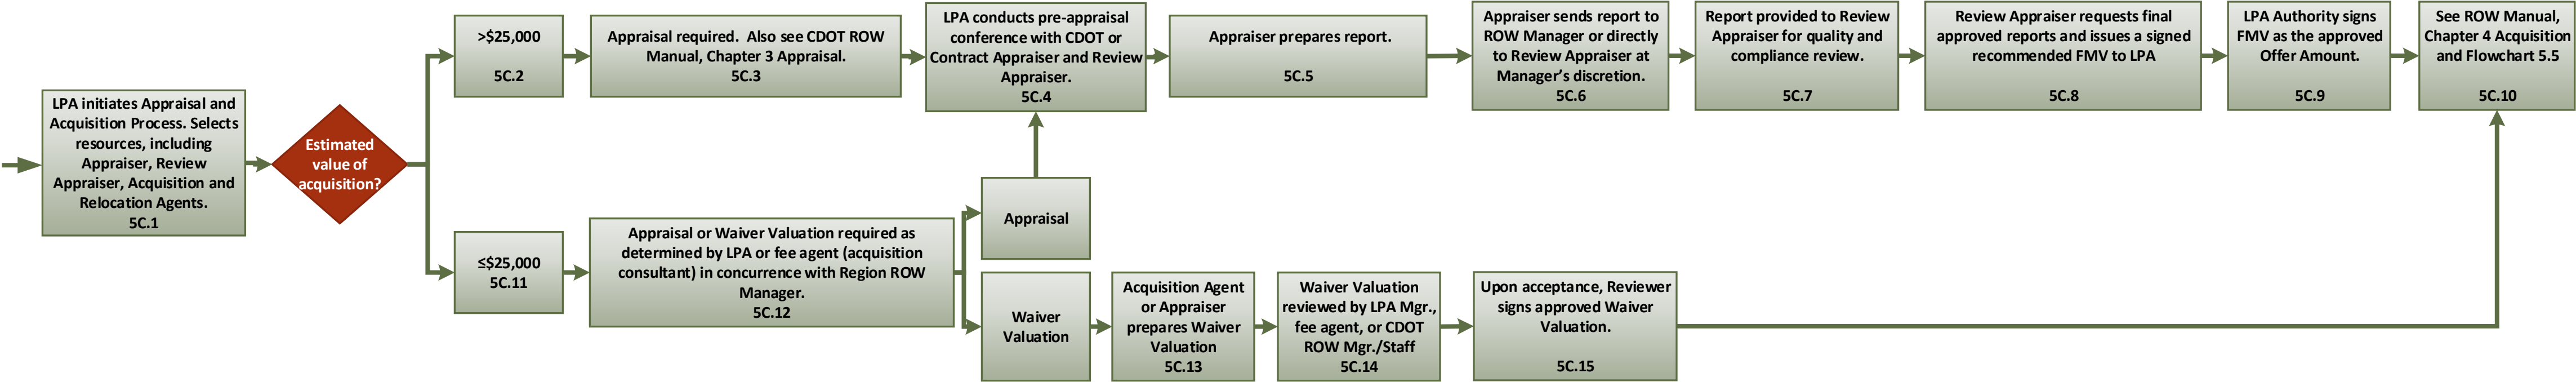 LPA initiates Appraisal and
Acquisition Process. Selects
resources, including
Appraiser, Review
Appraiser, Acquisition and
Relocation Agents.
5C.1
Estimated
value of
acquisition?
>$25,000
5C.2
Appraisal required.  Also see CDOT ROW
Manual, Chapter 3 Appraisal.
5C.3
LPA conducts pre-appraisal
conference with CDOT or
Contract Appraiser and Review
Appraiser.
5C.4
Appraiser prepares report.
5C.5
Appraiser sends report to
ROW Manager or directly
to Review Appraiser at
Manager’s discretion.
5C.6
Report provided to Review
Appraiser for quality and
compliance review.
5C.7
Review Appraiser requests final
approved reports and issues a signed
recommended FMV to LPA
5C.8
LPA Authority signs
FMV as the approved
Offer Amount.
5C.9
See ROW Manual,
Chapter 4 Acquisition
and Flowchart 5.5
5C.10
≤$25,000
5C.11
Appraisal or Waiver Valuation required as
determined by LPA or fee agent (acquisition
consultant) in concurrence with Region ROW
Manager.
5C.12
Appraisal
Waiver
Valuation
Acquisition Agent
or Appraiser
prepares Waiver
Valuation
5C.13
Waiver Valuation
reviewed by LPA Mgr.,
fee agent, or CDOT
ROW Mgr./Staff
5C.14
Upon acceptance, Reviewer
signs approved Waiver
Valuation.
5C.15